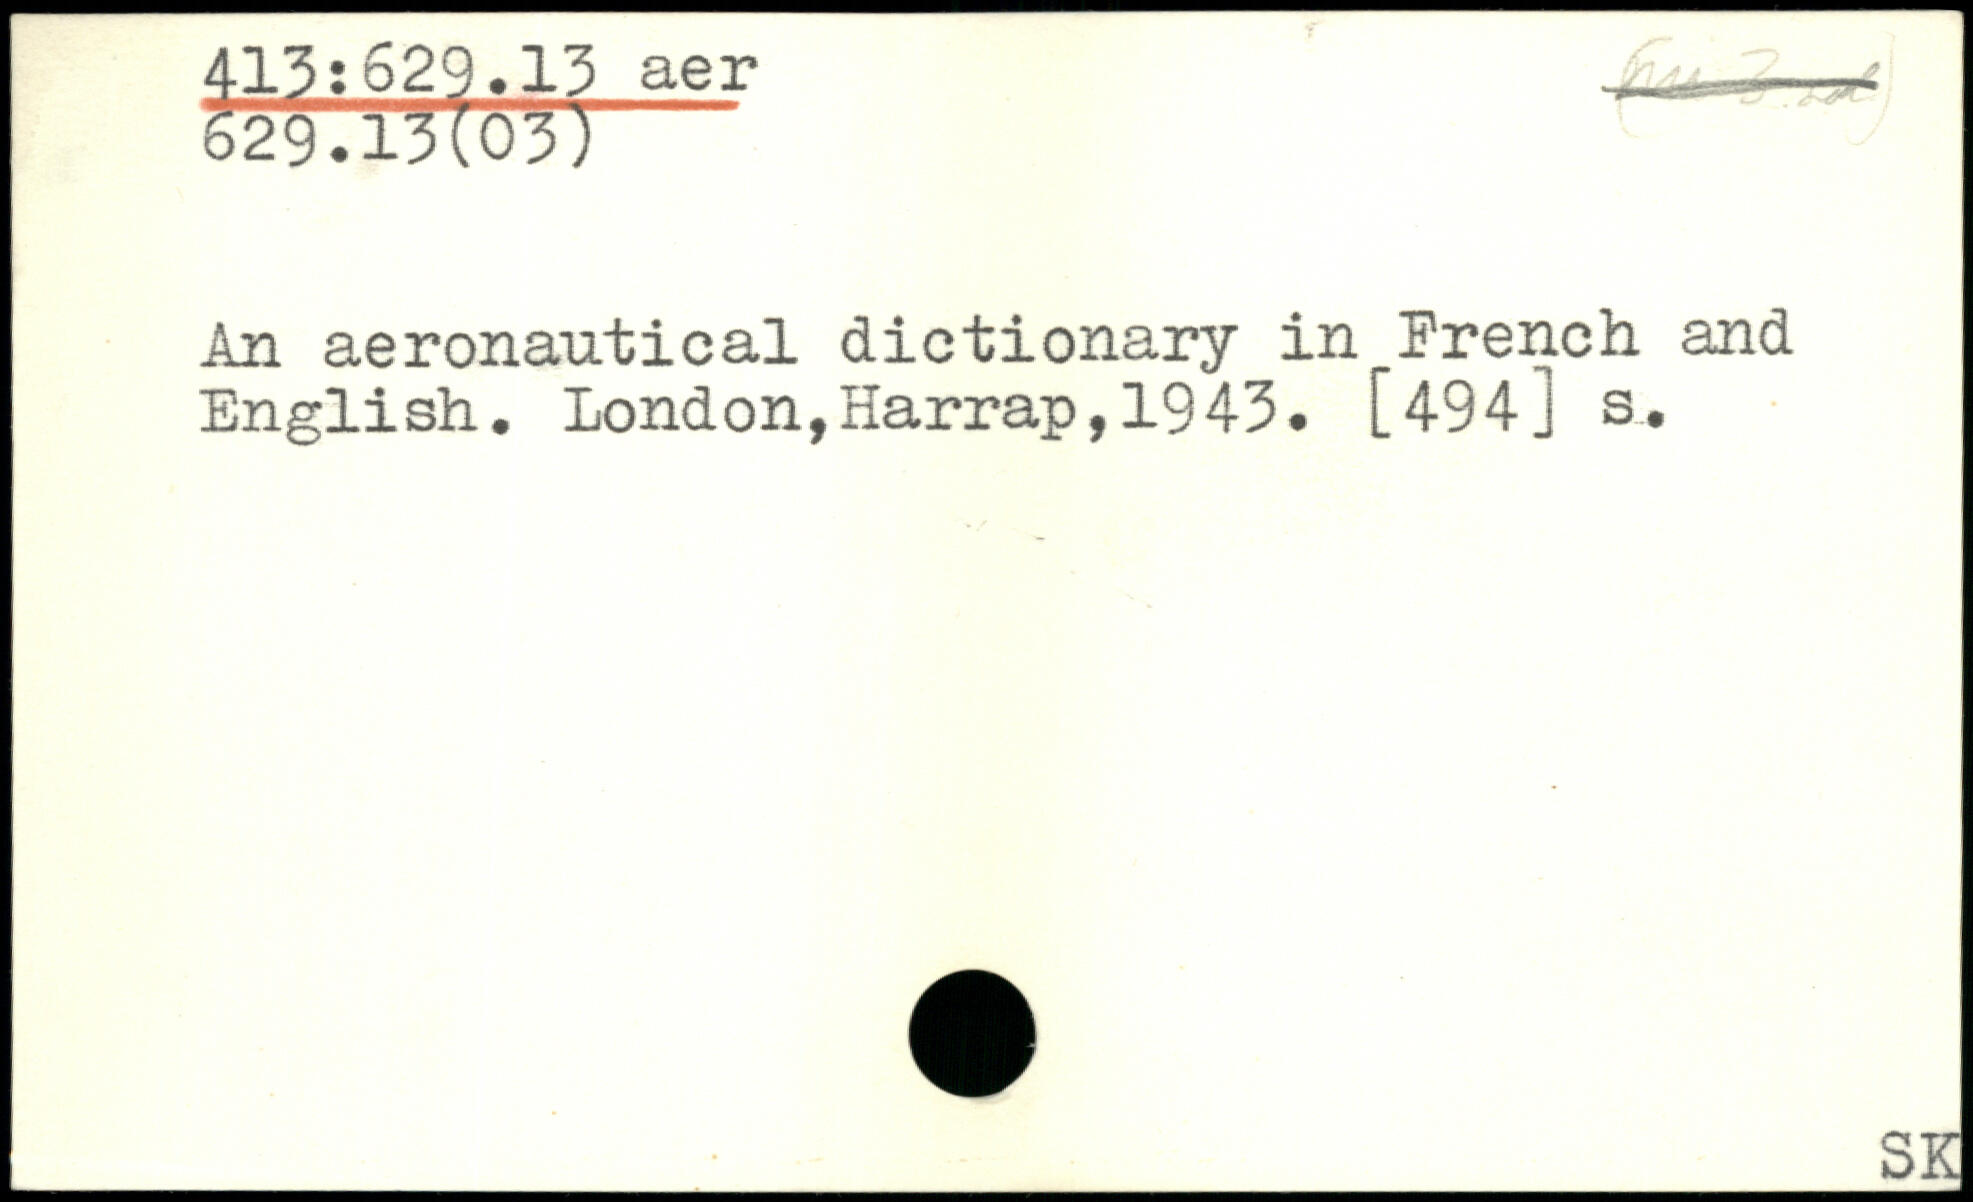 413:629.13 aer
629.13(03)
An aeronautical dictionary in French and
English. London,Harrap,1943. [494] s.
SK